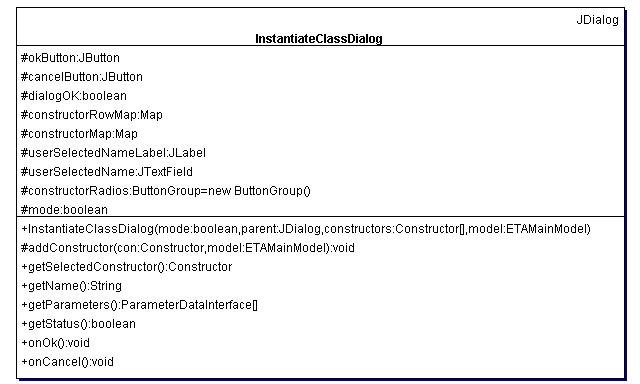 JDialog
InstantiateClassDialog
#okButton:JButton
#cancelButton:JButton
#dialogOK:boolean
#constructorRowMap:Map
#constructorMap:Map
#userSelectedNameLabel:JLabel
#userSelectedName:JTextField
#constructorRadios:ButtonGroup=new ButtonGroup()
#mode:boolean
+InstantiateClassDialog(mode:boolean,parent:JDialog,constructors:Constructor[],model:ETAMainModel)
#addConstructor(con:Constructor,model:ETAMainModel):void
+getSelectedConstructor():Constructor
+getName():String
+getParameters():ParameterDataInterface[]
+getStatus():boolean
+onOk():void
+onCancel():void